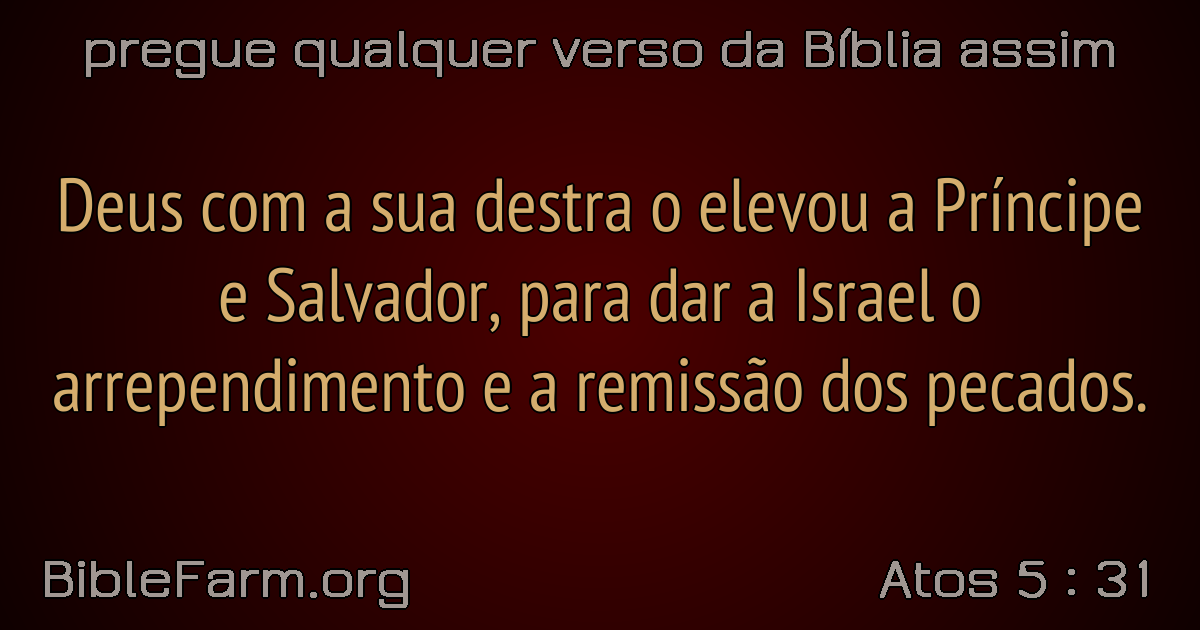 pregue qualquer verso da Bíblia assim
Deus com a sua destra o elevou a Príncipe
e Salvador, para dar a Israel o
arrependimento e a remissão dos pecados.
BibleFarm.org
Atos 5 : 31